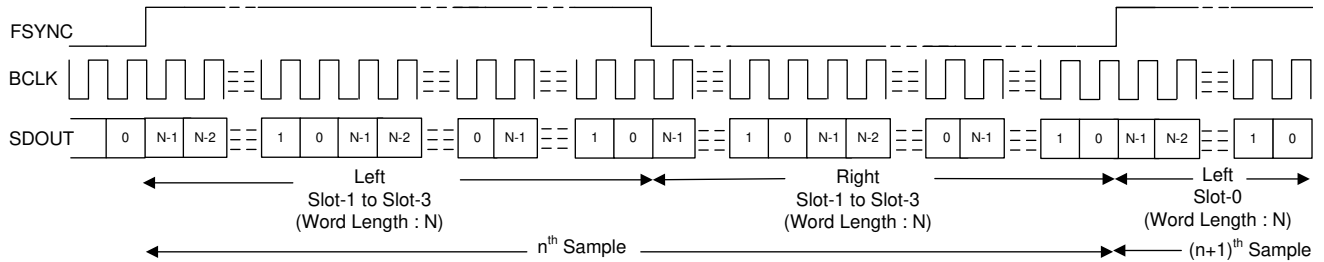 FSYNC
BCLK
SDOUT
0 N-1 N-2 1 0 N-1 N-2 0 N-1 1 0 N-1 1 0 N-1 N-2 0 N-1 1 0 N-1 N-2 1 0
Left
Slot-1 to Slot-3
(Word Length : N)
Right
Slot-1 to Slot-3
(Word Length : N)
Left
Slot-0
(Word Length : N)
nth Sample
(n+1)th Sample